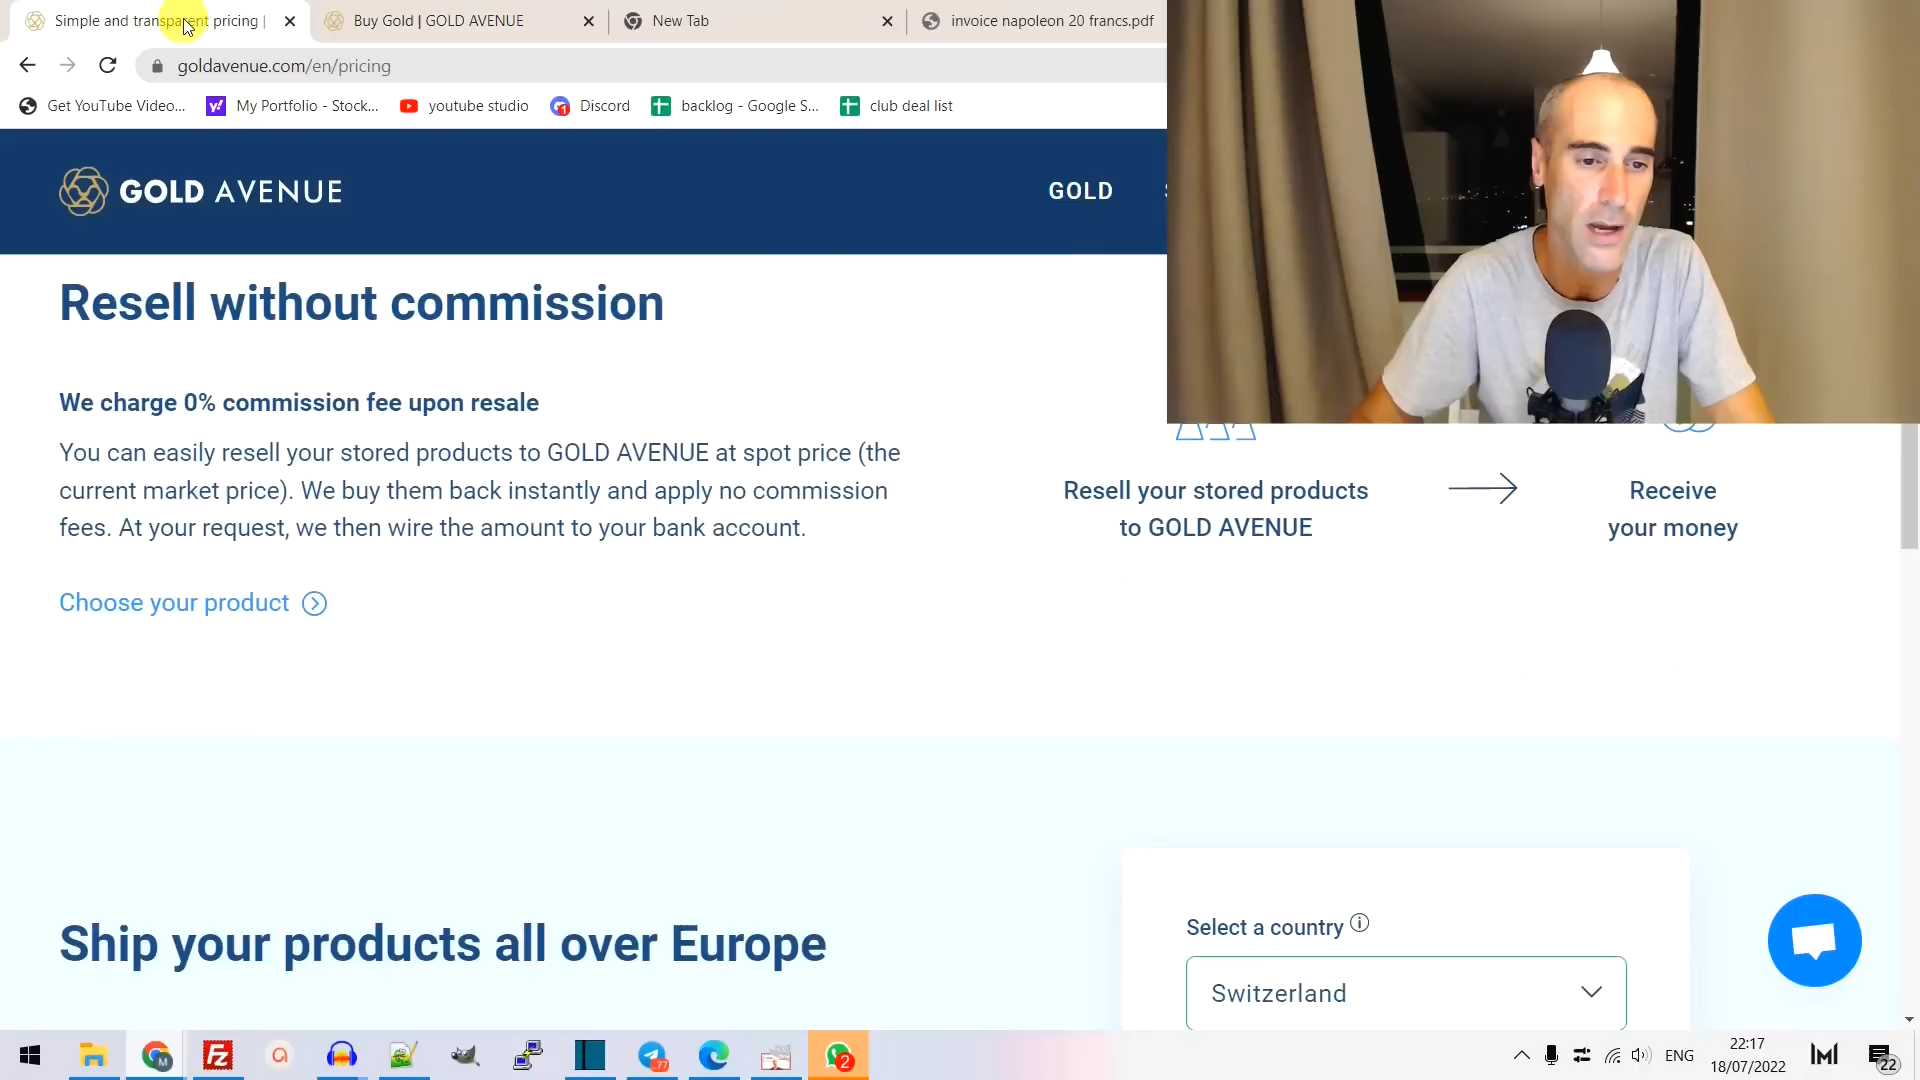 Simple and transparent pricing |
Buy Gold | GOLD AVENUE
New Tab
invoice napoleon 20 francs.pdf
goldavenue.com/en/pricing
Get YouTube Video...
My Portfolio - Stock...
youtube studio
Discord
backlog - Google S...
club deal list
GOLD AVENUE
GOLD
Resell without commission
We charge 0% commission fee upon resale
You can easily resell your stored products to GOLD AVENUE at spot price (the
current market price). We buy them back instantly and apply no commission
fees. At your request, we then wire the amount to your bank account.
Choose your product
Resell your stored products
to GOLD AVENUE
Receive
your money
Ship your products all over Europe
Select a country
Switzerland
ENG
22:17
18/07/2022
22